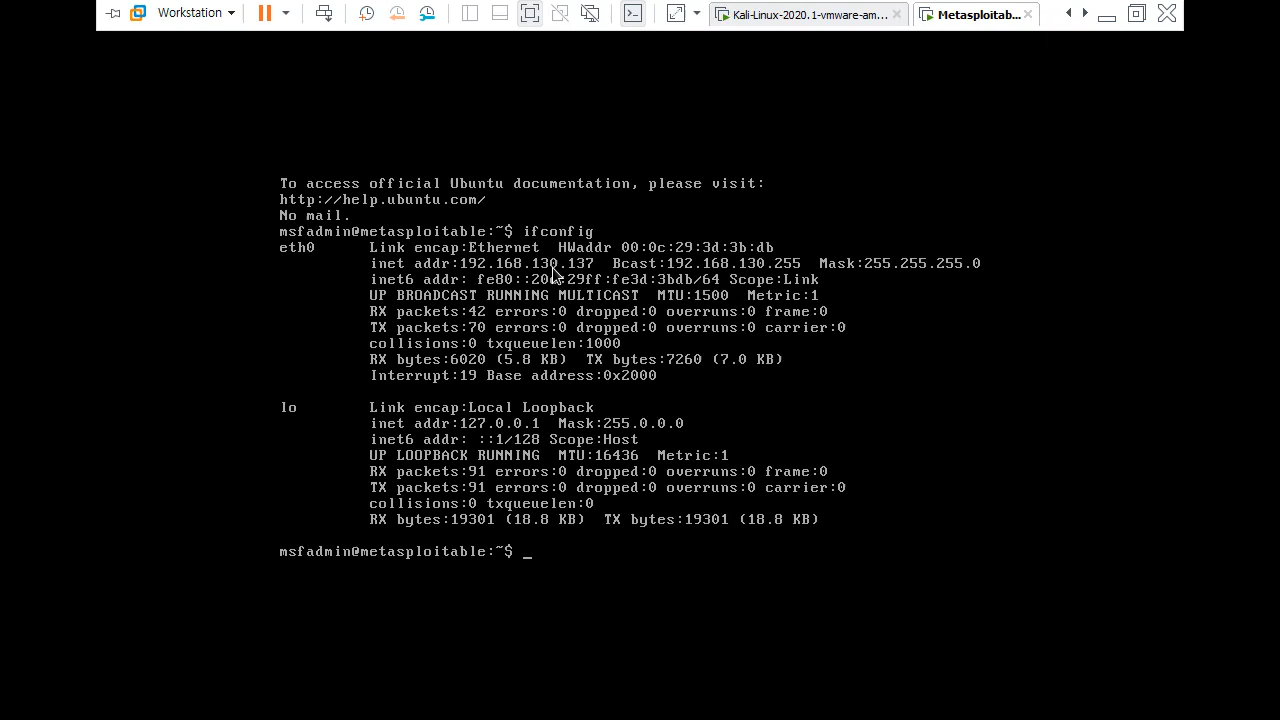 Workstation
Kali-Linux-2020.1-vmware-am...
Metasploitab...
To access official Ubuntu documentation, please visit:
http://help.ubuntu.com/
No mail.
msfadmin@metasploitable:~$ ifconfig
eth0 Link encap:Ethernet HWaddr 00:0c:29:3d:3b:db
inet addr:192.168.130.137 Bcast:192.168.130.255 Mask:255.255.255.0
inet6 addr: fe80::20c:29ff:fe3d:3bdb/64 Scope:Link
UP BROADCAST RUNNING MULTICAST MTU:1500 Metric:1
RX packets:42 errors:0 dropped:0 overruns:0 frame:0
TX packets:70 errors:0 dropped:0 overruns:0 carrier:0
collisions:0 txqueuelen:1000
RX bytes:6020 (5.8 KB) TX bytes:7260 (7.0 KB)
Interrupt:19 Base address:0x2000
lo Link encap:Local Loopback
inet addr:127.0.0.1 Mask:255.0.0.0
inet6 addr: ::1/128 Scope:Host
UP LOOPBACK RUNNING MTU:16436 Metric:1
RX packets:91 errors:0 dropped:0 overruns:0 frame:0
TX packets:91 errors:0 dropped:0 overruns:0 carrier:0
collisions:0 txqueuelen:0
RX bytes:19301 (18.8 KB) TX bytes:19301 (18.8 KB)
msfadmin@metasploitable:~$ _